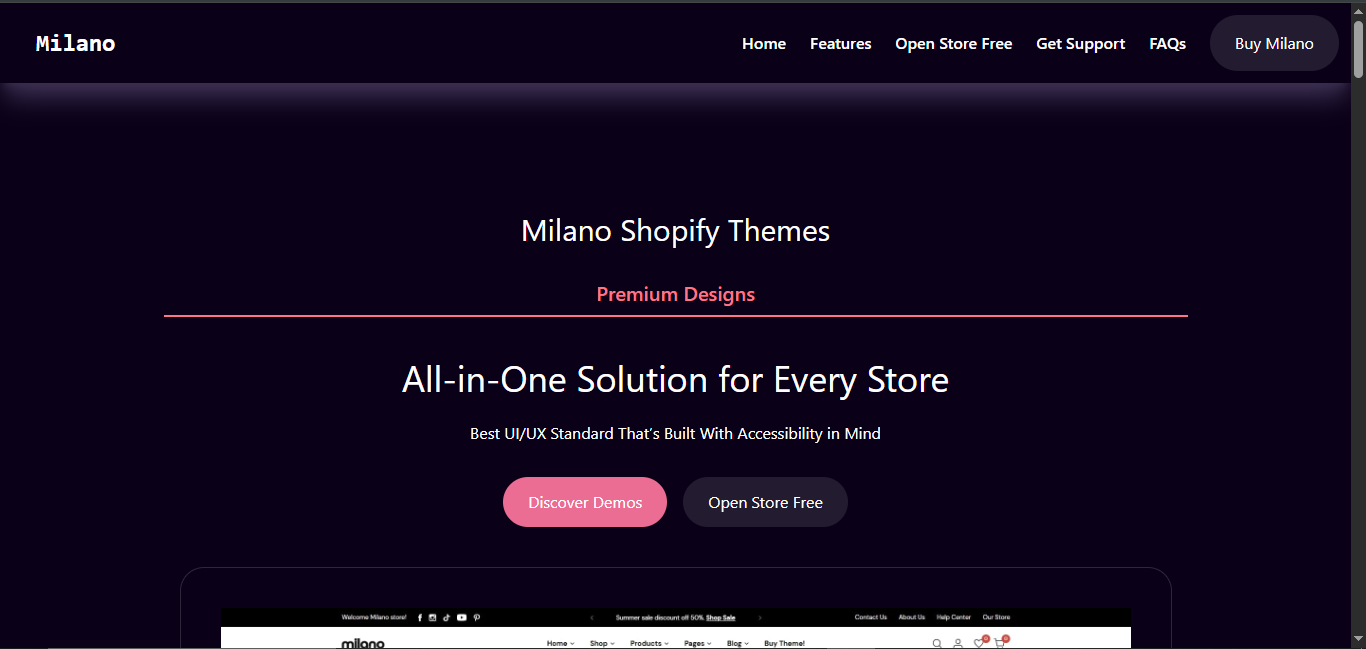 Milano Home Features Open Store Free Get Support FAQs Buy Milano
Milano Shopify Themes
Premium Designs
All-in-One Solution for Every Store
Best UI/UX Standard That's Built With Accessibility in Mind
Discover Demos Open Store Free
Welcome Milano store! Summer sale discount off 50% Shop Sale Contact Us About Us Help Center Our Store
milano Home Shop Products Pages Blog Buy Theme! 0 0